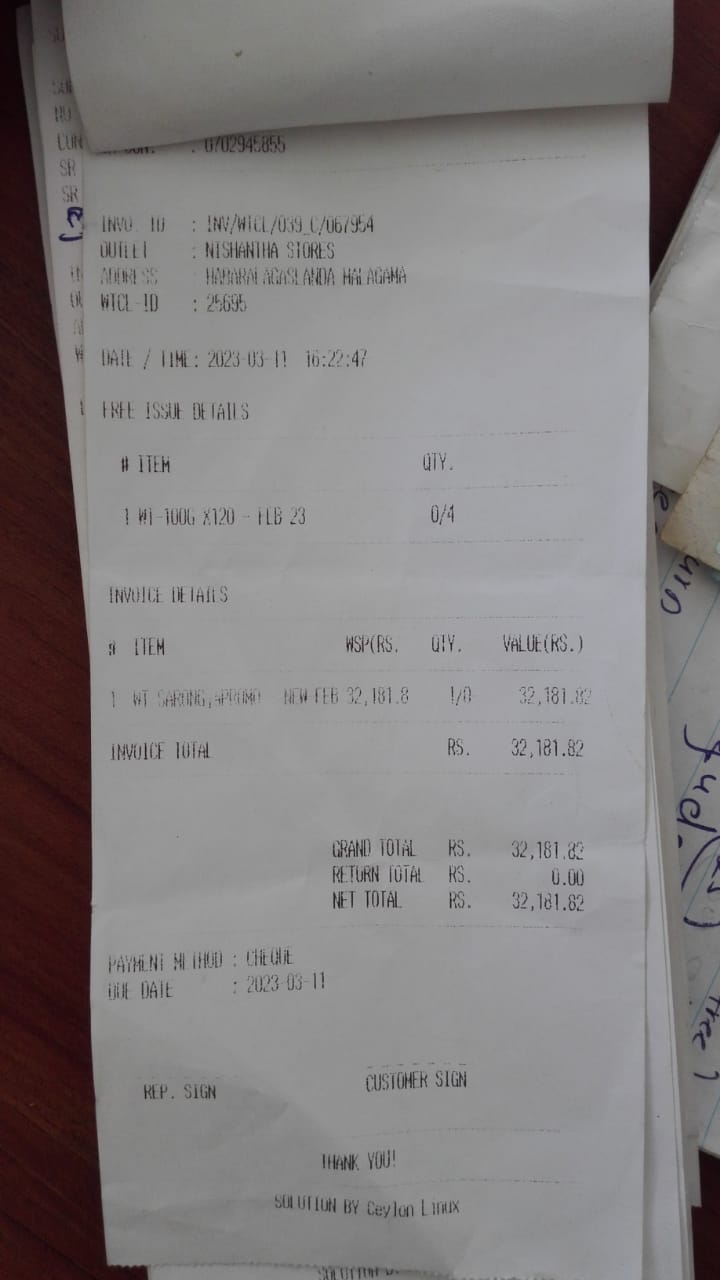 : 0702945855
INVO. ID : INV/WTCL/039_C/067954
OUTLET : NISHANTHA STORES
ADDRESS : HABARALAGASLANDA MALAGAMA
WTCL-ID : 25695
DATE / TIME: 2023-03-11 16:22:47
FREE ISSUE DETAILS
# ITEM QTY.
1 WT-100G X120 - FEB 23 0/4
INVOICE DETAILS
# ITEM WSP(RS. QTY. VALUE(RS.)
1 WT SARONG,APROMO NEW FEB 32,181.8 1/0 32,181.82
INVOICE TOTAL RS. 32,181.82
GRAND TOTAL RS. 32,181.82
RETURN TOTAL RS. 0.00
NET TOTAL RS. 32,181.82
PAYMENT METHOD : CHEQUE
DUE DATE : 2023-03-11
REP. SIGN CUSTOMER SIGN
THANK YOU!
SOLUTION BY Ceylon Linux